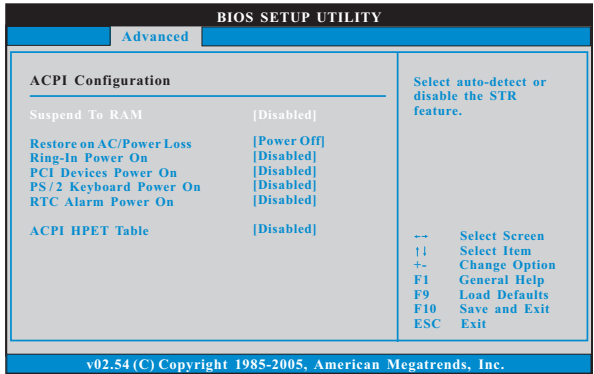 BIOS SETUP UTILITY
Advanced
ACPI Configuration
Suspend To RAM [Disabled]
Restore on AC/Power Loss [Power Off]
Ring-In Power On [Disabled]
PCI Devices Power On [Disabled]
PS/2 Keyboard Power On [Disabled]
RTC Alarm Power On [Disabled]
ACPI HPET Table [Disabled]
Select auto-detect or
disable the STR
feature.
←→ Select Screen
↑↓ Select Item
+- Change Option
F1 General Help
F9 Load Defaults
F10 Save and Exit
ESC Exit
v02.54 (C) Copyright 1985-2005, American Megatrends, Inc.